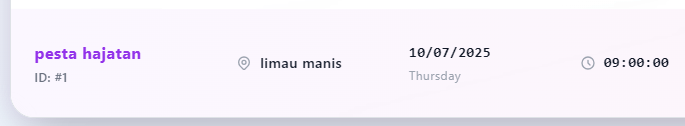 pesta hajatan
ID: #1
limau manis
10/07/2025
Thursday
09:00:00